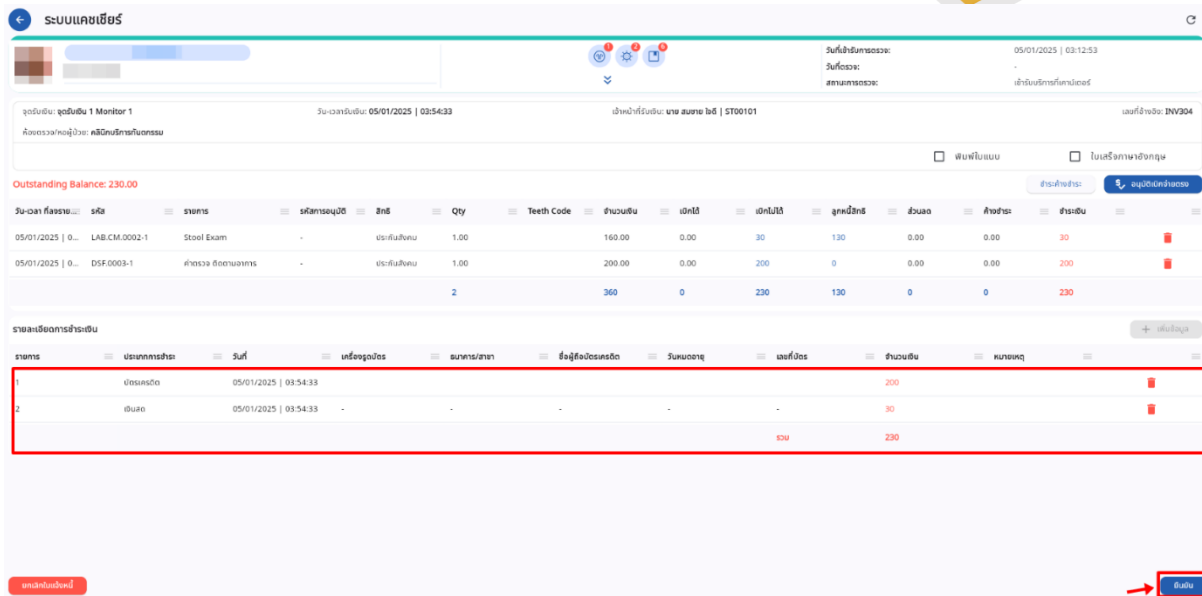 ระบบแคชเชียร์
1 2 6
วันที่เข้ารับการตรวจ: 05/01/2025 | 03:12:53
วันที่ตรวจ: -
สถานะการตรวจ: เข้ารับบริการที่เคาน์เตอร์
จุดรับเงิน: จุดรับเงิน 1 Monitor 1 วัน-เวลารับเงิน: 05/01/2025 | 03:54:33 เจ้าหน้าที่รับเงิน: นาย สมชาย ใจดี | ST00101 เลขที่อ้างอิง: INV304
ห้องตรวจ/หอผู้ป่วย: คลินิกบริการทันตกรรม
พิมพ์ใบแนบ ใบเสร็จภาษาอังกฤษ
Outstanding Balance: 230.00 ชำระค้างชำระ อนุมัติเบิกจ่ายตรง
วัน-เวลา ที่ลงราย... รหัส รายการ รหัสการอนุมัติ สิทธิ Qty Teeth Code จำนวนเงิน เบิกได้ เบิกไม่ได้ ลูกหนี้สิทธิ ส่วนลด ค้างชำระ ชำระเงิน
05/01/2025 | 0... LAB.CM.0002-1 Stool Exam - ประกันสังคม 1.00 160.00 0.00 30 130 0.00 0.00 30
05/01/2025 | 0... DSF.0003-1 ค่าตรวจ ติดตามอาการ - ประกันสังคม 1.00 200.00 0.00 200 0 0.00 0.00 200
2 360 0 230 130 0 0 230
รายละเอียดการชำระเงิน + เพิ่มข้อมูล
รายการ ประเภทการชำระ วันที่ เครื่องรูดบัตร ธนาคาร/สาขา ชื่อผู้ถือบัตรเครดิต วันหมดอายุ เลขที่บัตร จำนวนเงิน หมายเหตุ
1 บัตรเครดิต 05/01/2025 | 03:54:33 200
2 เงินสด 05/01/2025 | 03:54:33 - - - - - 30
รวม 230
ยกเลิกใบแจ้งหนี้ ยืนยัน